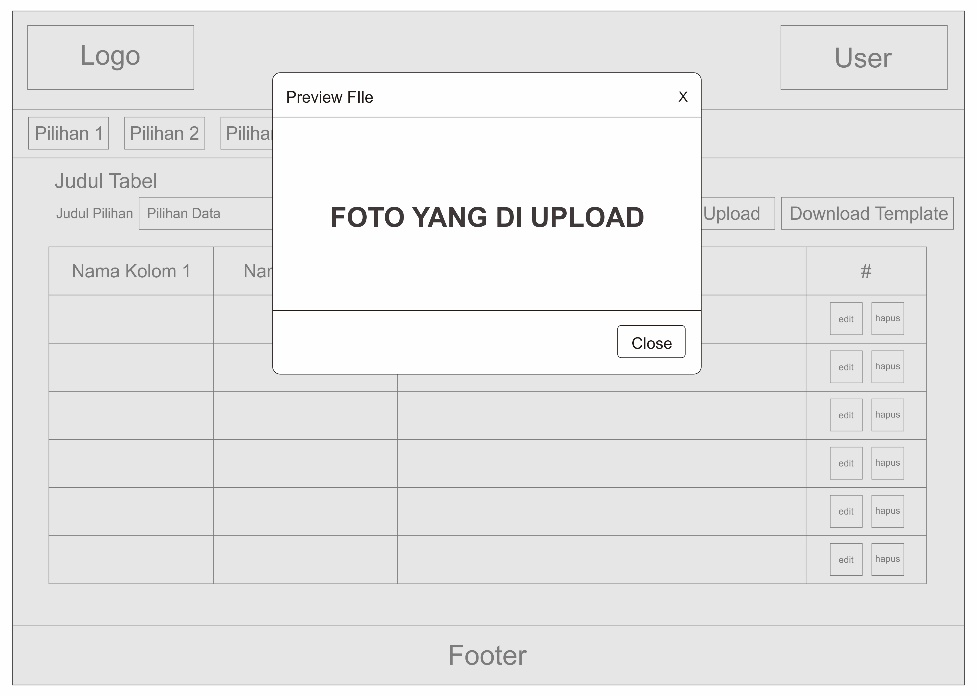 Logo
User
Preview FIle
X
Pilihan 1
Pilihan 2
FOTO YANG DI UPLOAD
Judul Tabel
Judul Pilihan
Pilihan Data
Upload
Download Template
Nama Kolom 1
#
edit hapus
edit hapus
edit hapus
edit hapus
edit hapus
edit hapus
Close
Footer